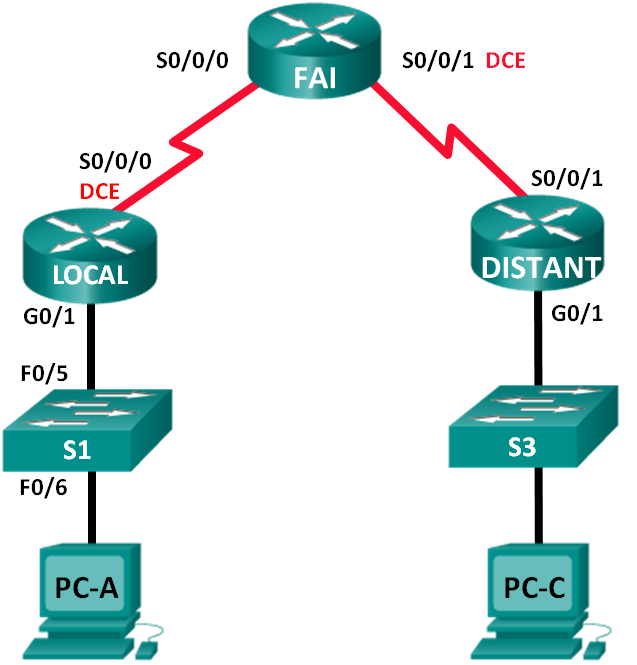 S0/0/0
S0/0/1 DCE
FAI
S0/0/0
DCE
S0/0/1
LOCAL
DISTANT
G0/1
G0/1
F0/5
S1
S3
F0/6
PC-A
PC-C